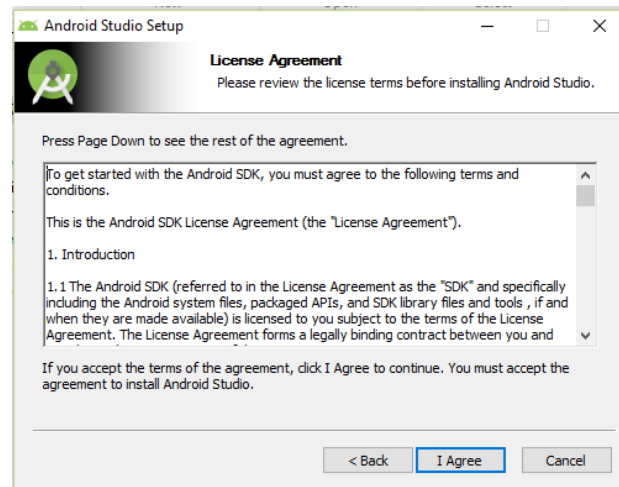 Android Studio Setup
License Agreement
Please review the license terms before installing Android Studio.
Press Page Down to see the rest of the agreement.
To get started with the Android SDK, you must agree to the following terms and
conditions.
This is the Android SDK License Agreement (the "License Agreement").
1. Introduction
1.1 The Android SDK (referred to in the License Agreement as the "SDK" and specifically
including the Android system files, packaged APIs, and SDK library files and tools , if and
when they are made available) is licensed to you subject to the terms of the License
Agreement. The License Agreement forms a legally binding contract between you and
If you accept the terms of the agreement, click I Agree to continue. You must accept the
agreement to install Android Studio.
< Back
I Agree
Cancel